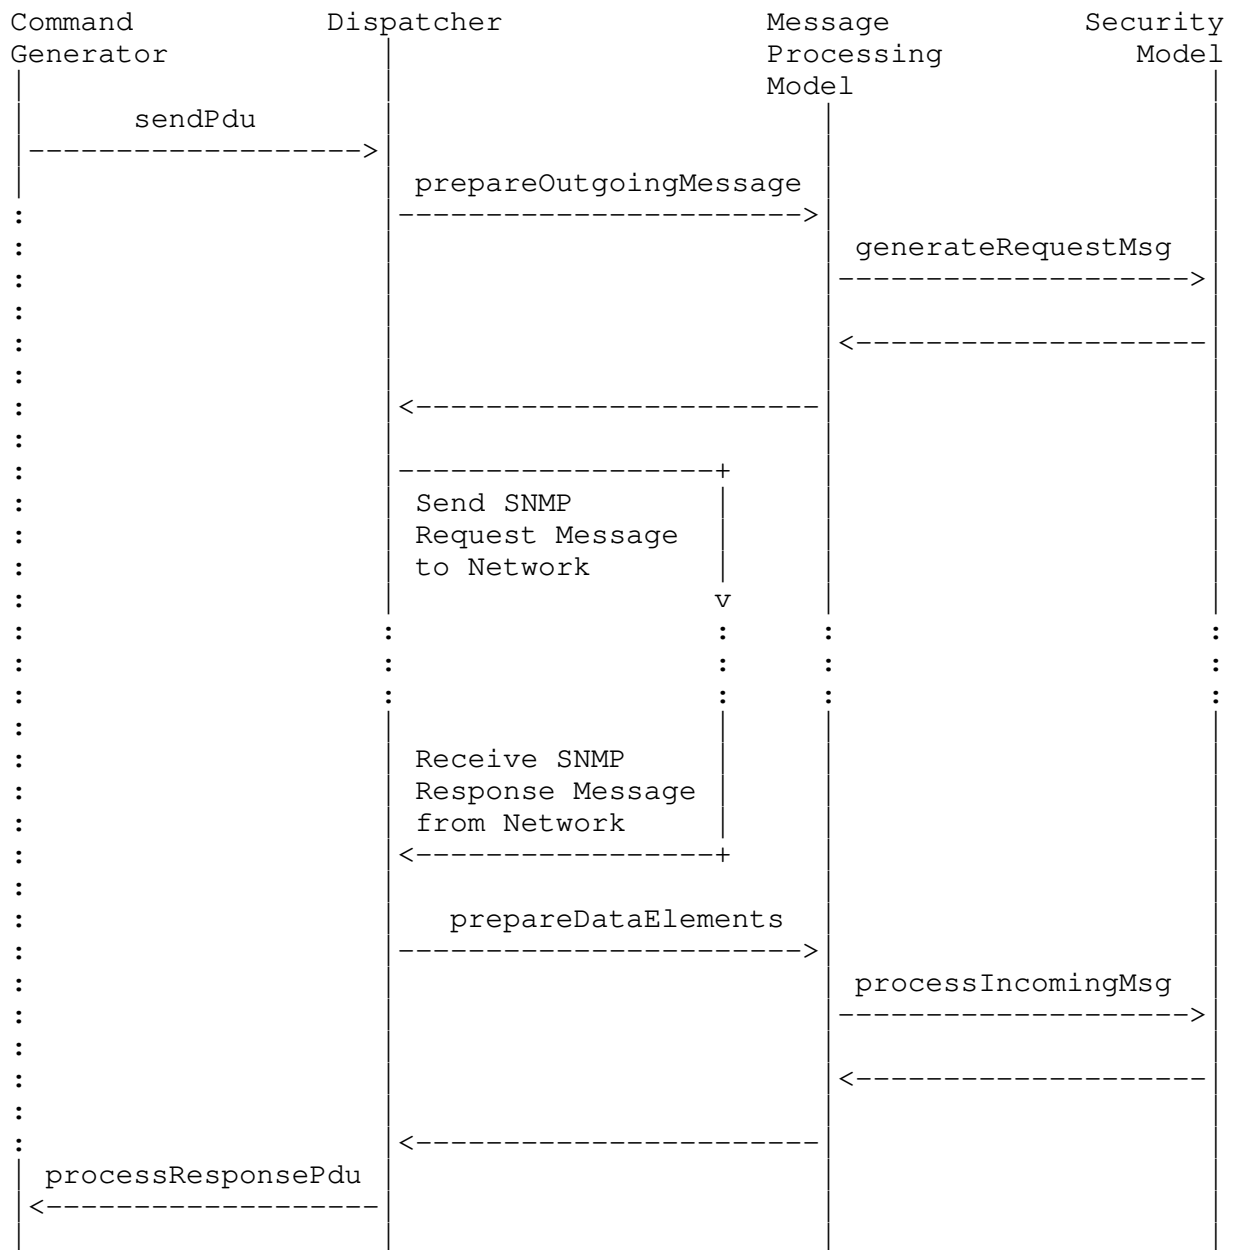 Command Dispatcher Message Security
Generator Processing Model
Model
sendPdu
prepareOutgoingMessage
generateRequestMsg
Send SNMP
Request Message
to Network
v
Receive SNMP
Response Message
from Network
prepareDataElements
processIncomingMsg
processResponsePdu